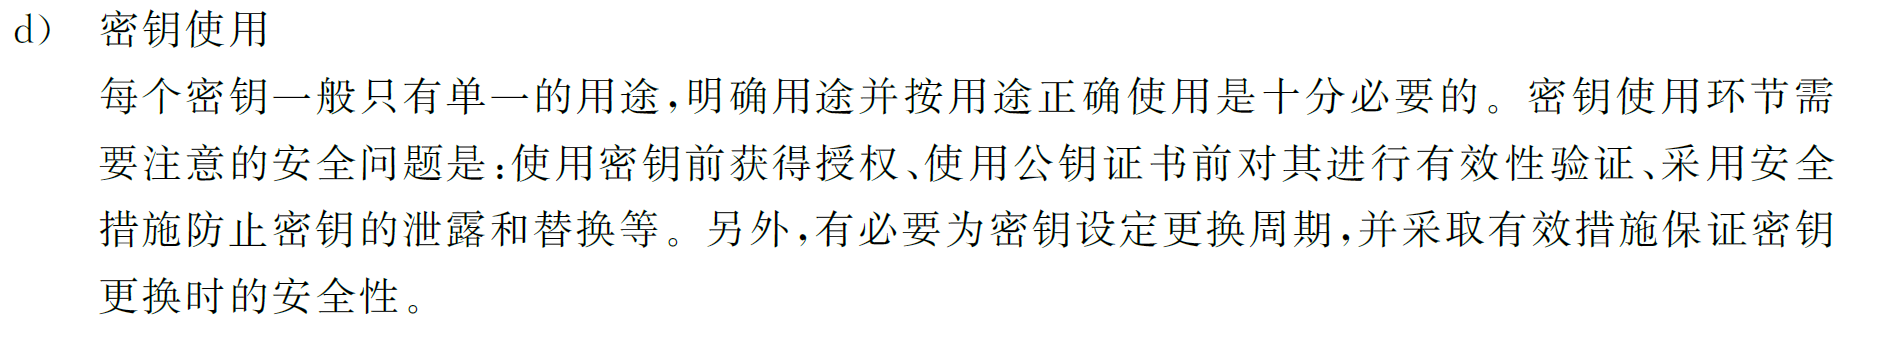 d) 密钥使用
每个密钥一般只有单一的用途,明确用途并按用途正确使用是十分必要的。密钥使用环节需
要注意的安全问题是:使用密钥前获得授权、使用公钥证书前对其进行有效性验证、采用安全
措施防止密钥的泄露和替换等。另外,有必要为密钥设定更换周期,并采取有效措施保证密钥
更换时的安全性。